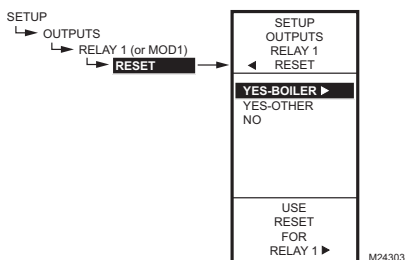 SETUP
OUTPUTS
RELAY 1 (or MOD1)
RESET
SETUP
OUTPUTS
RELAY 1
◄ RESET
YES-BOILER ►
YES-OTHER
NO
USE
RESET
FOR
RELAY 1 ►
M24303